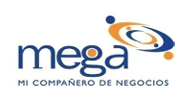 mega
MI COMPAÑERO DE NEGOCIOS